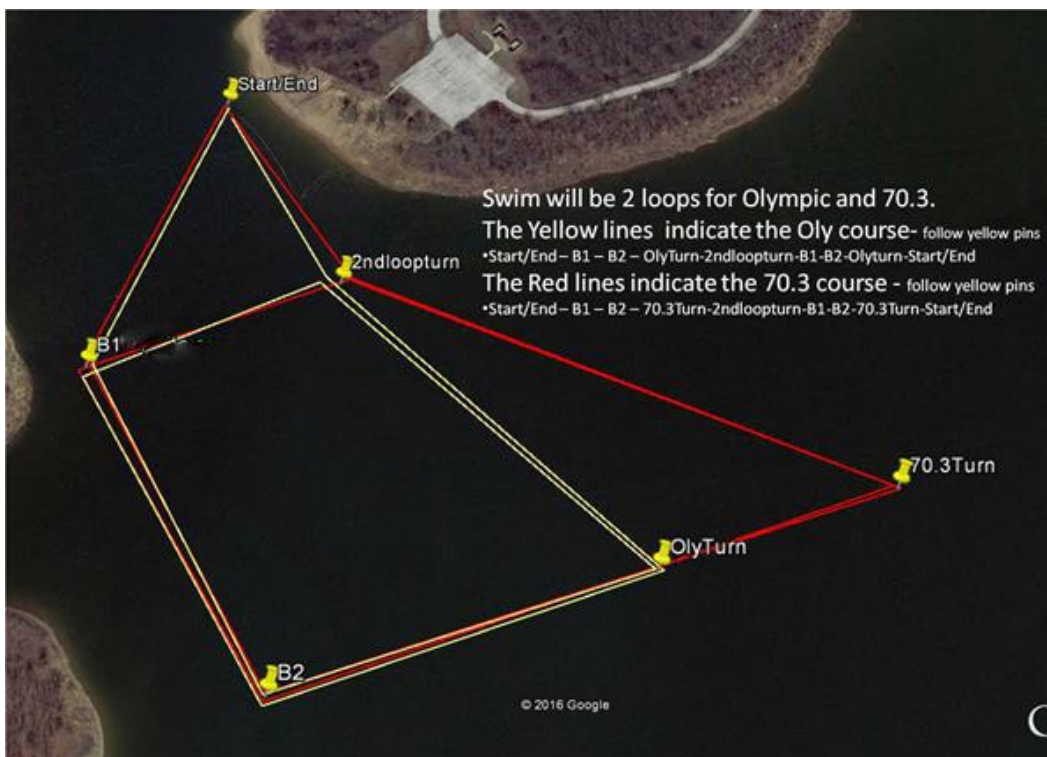 Start/End
Swim will be 2 loops for Olympic and 70.3.
The Yellow lines  indicate the Oly course- follow yellow pins
•Start/End – B1 – B2 – OlyTurn-2ndloopturn-B1-B2-Olyturn-Start/End
The Red lines indicate the 70.3 course - follow yellow pins
•Start/End – B1 – B2 – 70.3Turn-2ndloopturn-B1-B2-70.3Turn-Start/End
2ndloopturn
B1
70.3Turn
OlyTurn
B2
© 2016 Google